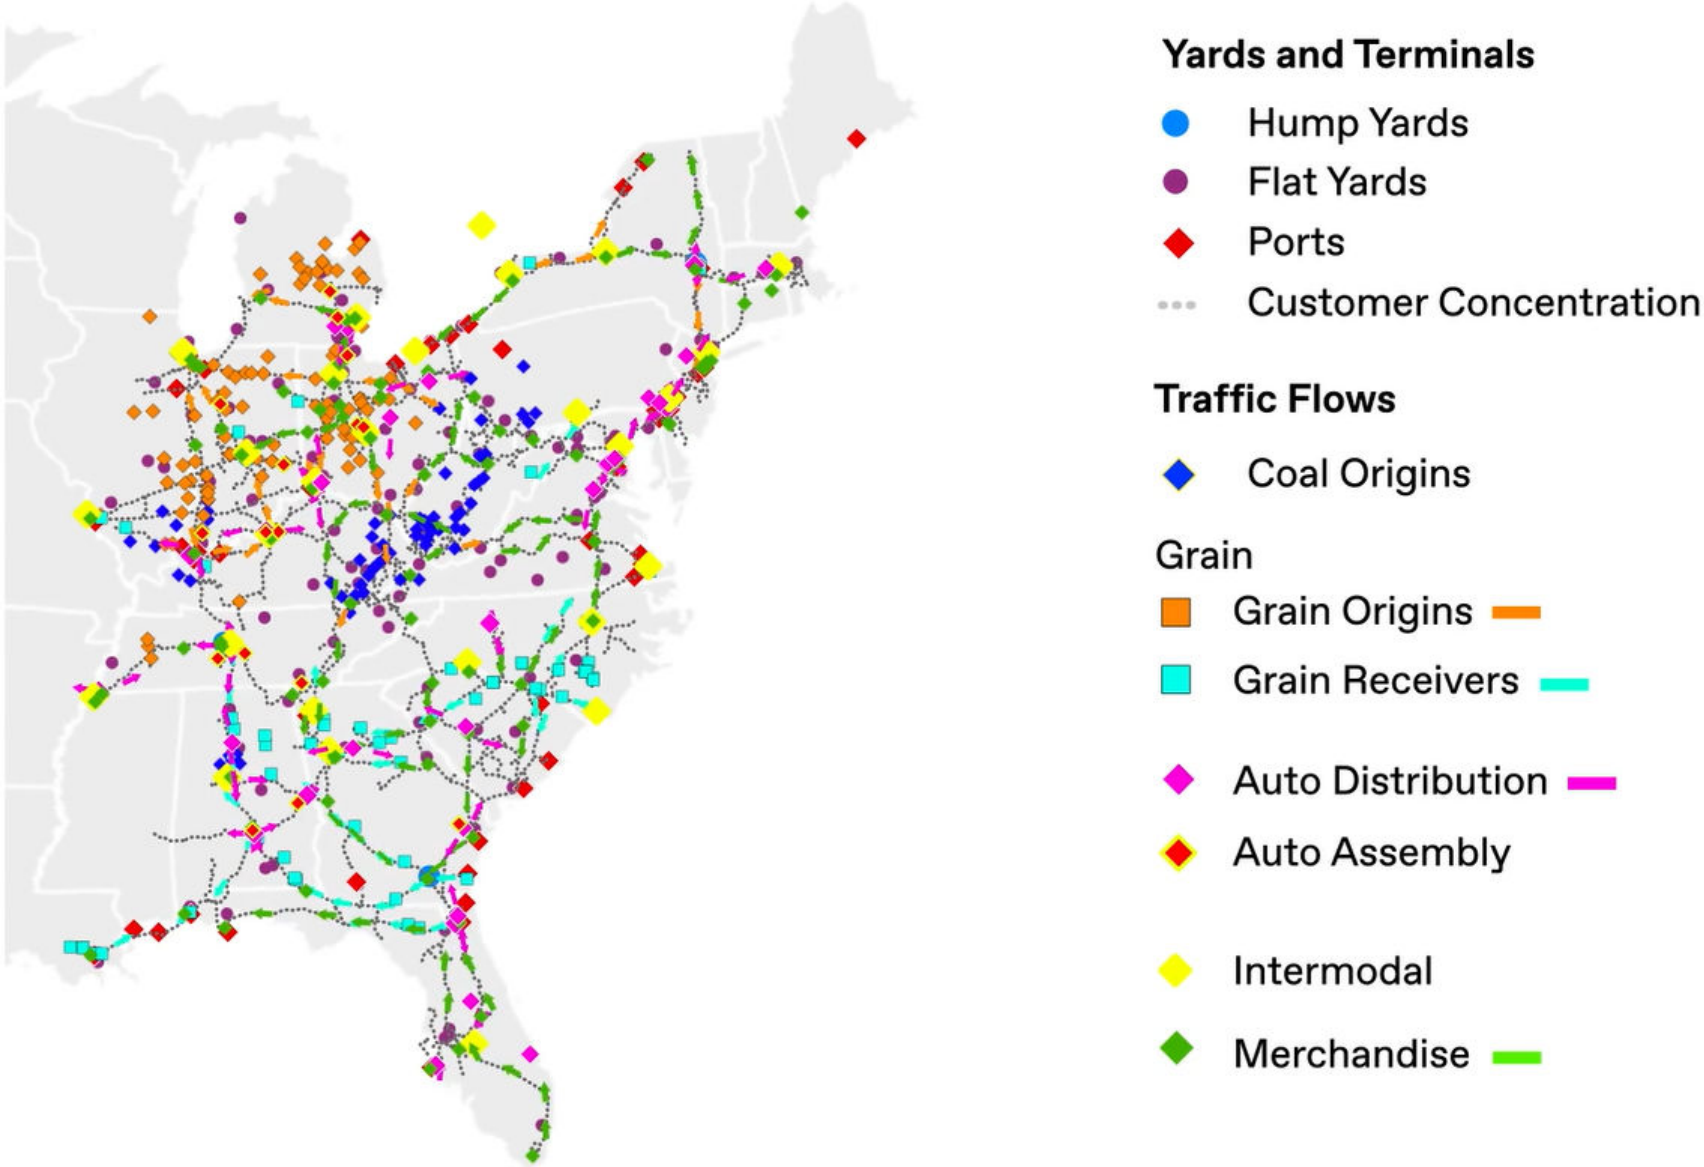 Yards and Terminals
Hump Yards
Flat Yards
Ports
Customer Concentration
Traffic Flows
Coal Origins
Grain
Grain Origins
Grain Receivers
Auto Distribution
Auto Assembly
Intermodal
Merchandise